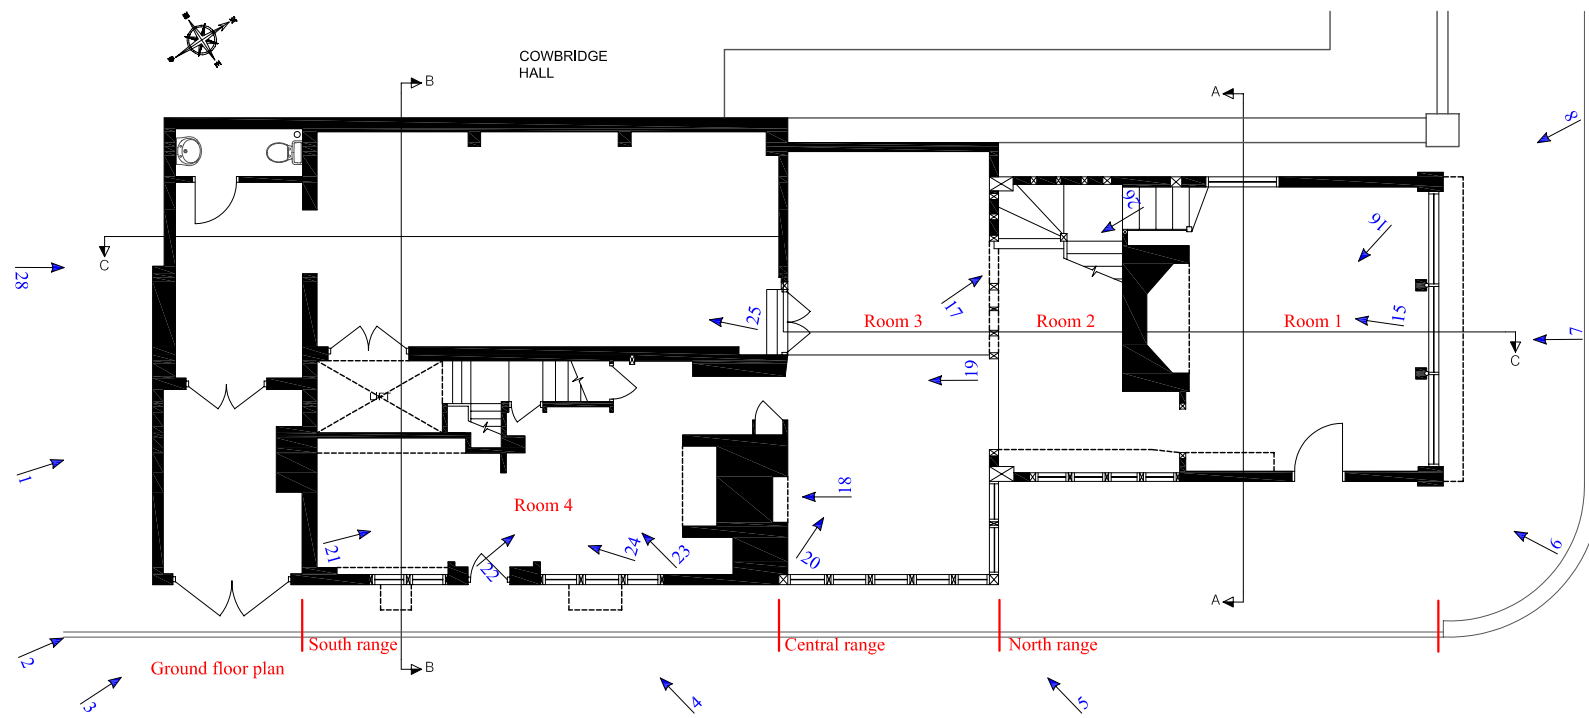 COWBRIDGE
HALL
B
A
8
26
16
C
28
17
25
Room 3
Room 2
Room 1
15
7
C
19
1
18
Room 4
21
22
24
23
20
6
A
South range
Central range
North range
2
Ground floor plan
B
3
4
5